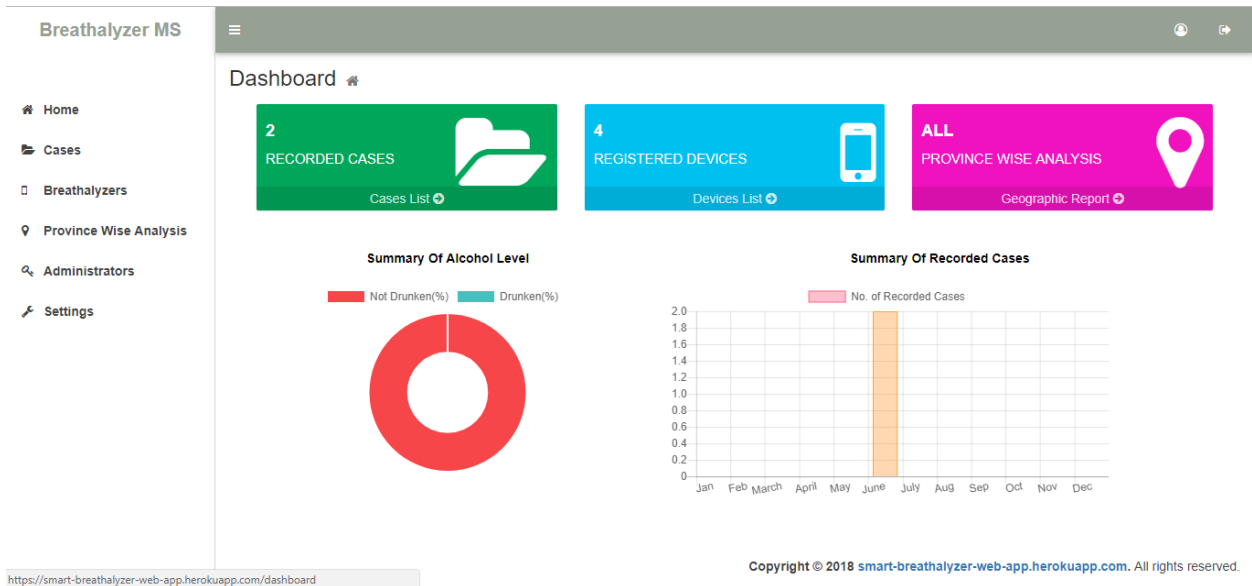 Breathalyzer MS
Dashboard
Home
Cases
Breathalyzers
Province Wise Analysis
Administrators
Settings
2
RECORDED CASES
Cases List
4
REGISTERED DEVICES
Devices List
ALL
PROVINCE WISE ANALYSIS
Geographic Report
Summary Of Alcohol Level
Not Drunken(%) Drunken(%)
Summary Of Recorded Cases
No. of Recorded Cases
2.0
1.8
1.6
1.4
1.2
1.0
0.8
0.6
0.4
0.2
0
Jan Feb March April May June July Aug Sep Oct Nov Dec
Copyright © 2018 smart-breathalyzer-web-app.herokuapp.com. All rights reserved.
https://smart-breathalyzer-web-app.herokuapp.com/dashboard